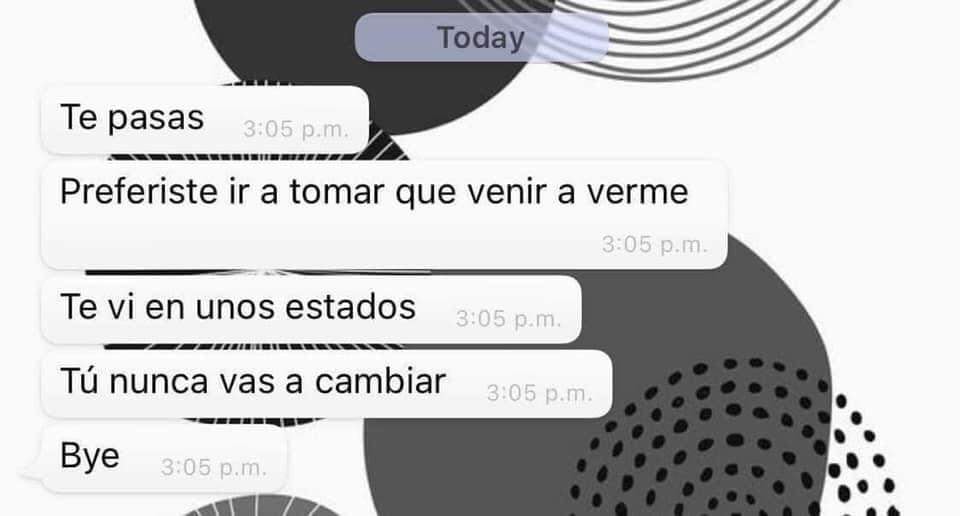 Today
Te pasas 3:05 p.m.
Preferiste ir a tomar que venir a verme
3:05 p.m.
Te vi en unos estados 3:05 p.m.
Tú nunca vas a cambiar 3:05 p.m.
Bye 3:05 p.m.